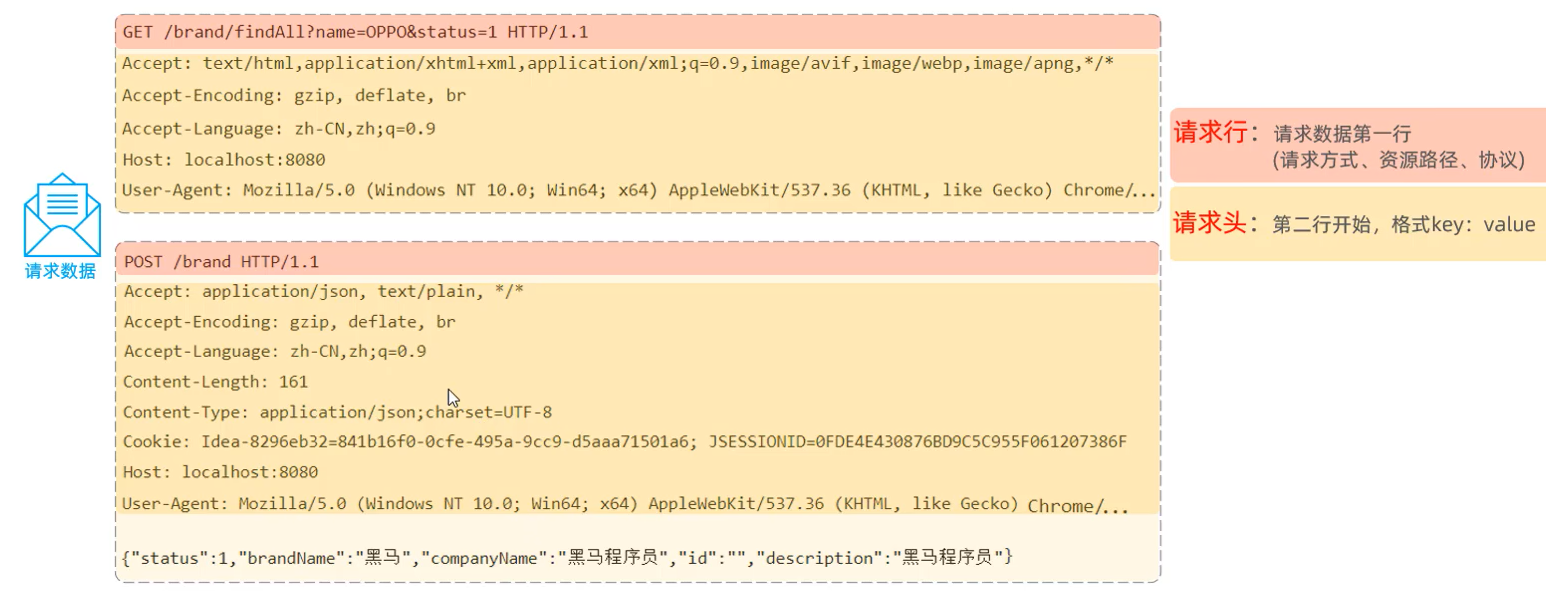 GET /brand/findAll?name=OPPO&status=1 HTTP/1.1
Accept: text/html,application/xhtml+xml,application/xml;q=0.9,image/avif,image/webp,image/apng,*/*
Accept-Encoding: gzip, deflate, br
Accept-Language: zh-CN,zh;q=0.9
Host: localhost:8080
User-Agent: Mozilla/5.0 (Windows NT 10.0; Win64; x64) AppleWebKit/537.36 (KHTML, like Gecko) Chrome/...
请求行：请求数据第一行
(请求方式、资源路径、协议)
请求头：第二行开始，格式key：value
请求数据
POST /brand HTTP/1.1
Accept: application/json, text/plain, */*
Accept-Encoding: gzip, deflate, br
Accept-Language: zh-CN,zh;q=0.9
Content-Length: 161
Content-Type: application/json;charset=UTF-8
Cookie: Idea-8296eb32=841b16f0-0cfe-495a-9cc9-d5aaa71501a6; JSESSIONID=0FDE4E430876BD9C5C955F061207386F
Host: localhost:8080
User-Agent: Mozilla/5.0 (Windows NT 10.0; Win64; x64) AppleWebKit/537.36 (KHTML, like Gecko) Chrome/...
{"status":1,"brandName":"黑马","companyName":"黑马程序员","id":"","description":"黑马程序员"}